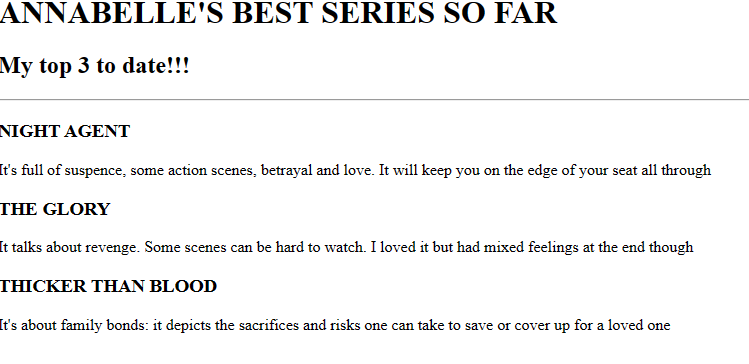 ANNABELLE'S BEST SERIES SO FAR
My top 3 to date!!!
NIGHT AGENT
It's full of suspence, some action scenes, betrayal and love. It will keep you on the edge of your seat all through
THE GLORY
It talks about revenge. Some scenes can be hard to watch. I loved it but had mixed feelings at the end though
THICKER THAN BLOOD
It's about family bonds: it depicts the sacrifices and risks one can take to save or cover up for a loved one